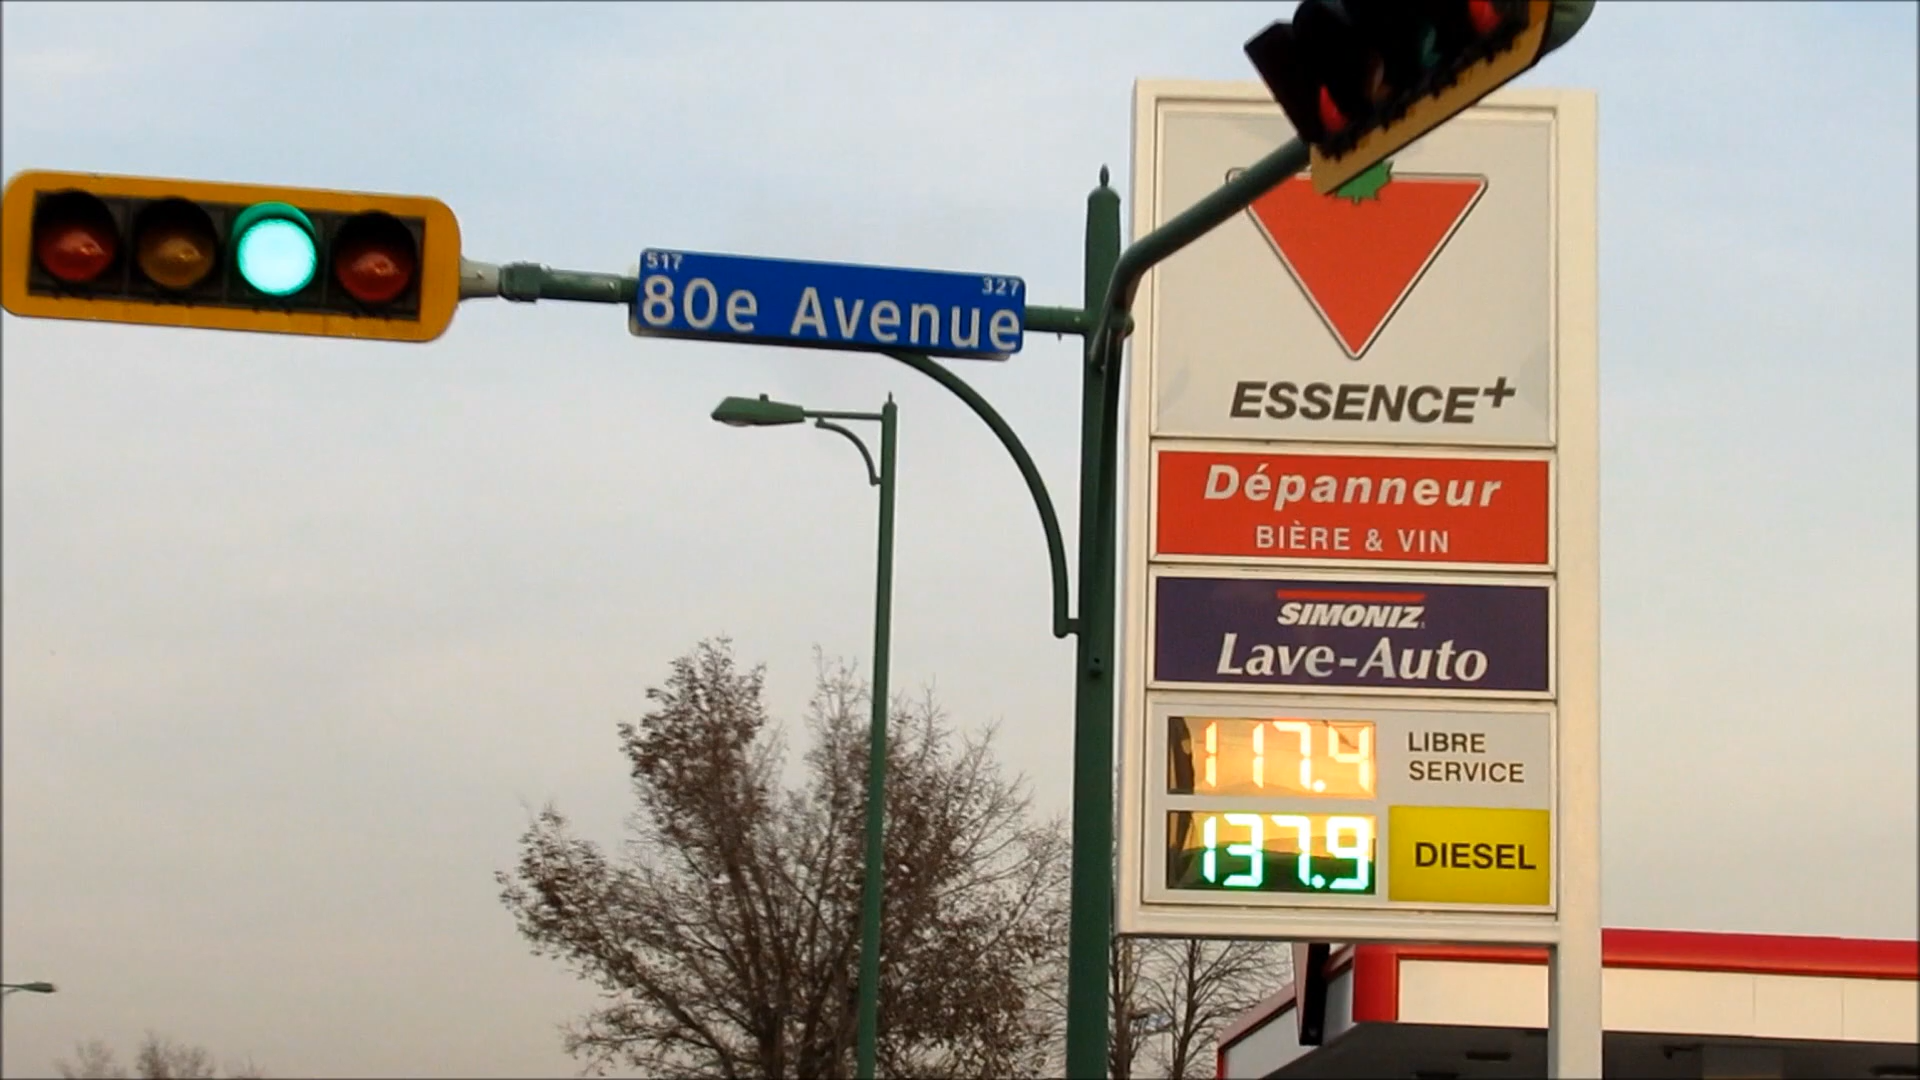 517
327
80e Avenue
ESSENCE+
Dépanneur
BIÈRE & VIN
SIMONIZ
Lave-Auto
117.4
LIBRE
SERVICE
137.9
DIESEL